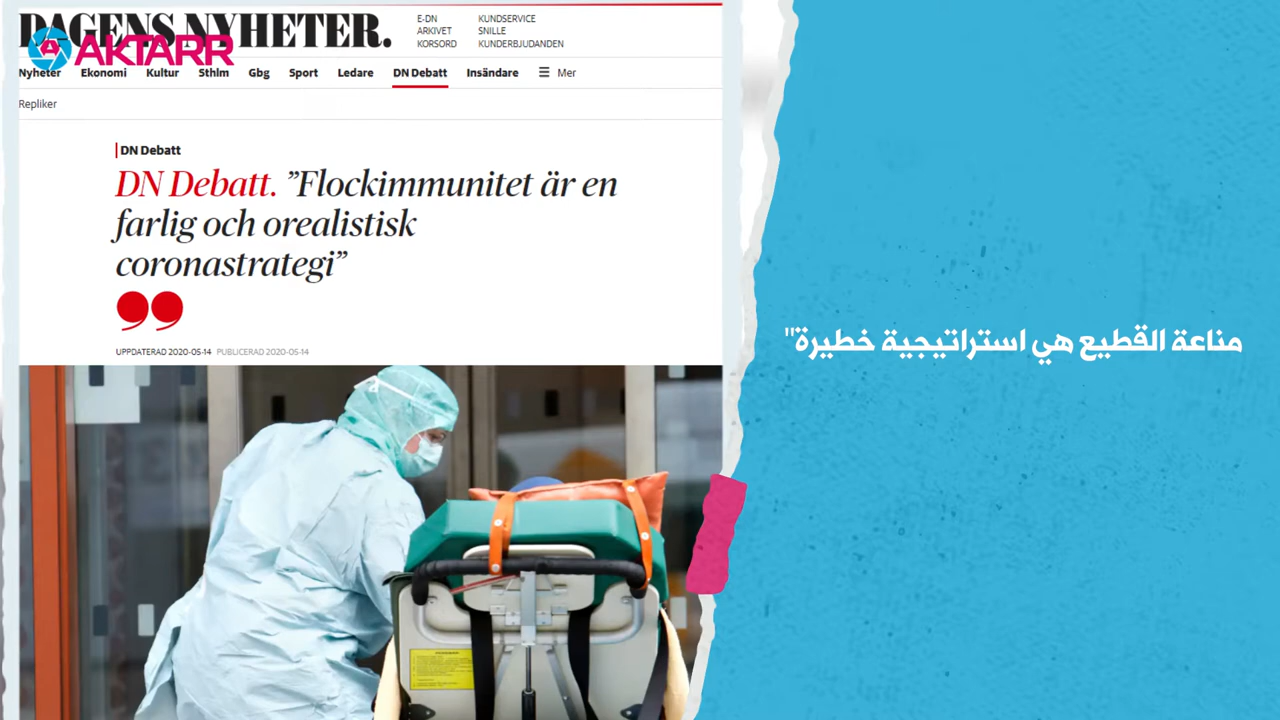 DAGENS NYHETER.
AKTARR
E-DN
ARKIVET
KORSORD
KUNDSERVICE
SNILLE
KUNDERBJUDANDEN
Nyheter Ekonomi Kultur Sthlm Gbg Sport Ledare DN Debatt Insändare Mer
Repliker
DN Debatt
DN Debatt. ”Flockimmunitet är en
farlig och orealistisk
coronastrategi”
UPPDATERAD 2020-05-14 PUBLICERAD 2020-05-14
مناعة القطيع هي استراتيجية خطيرة"